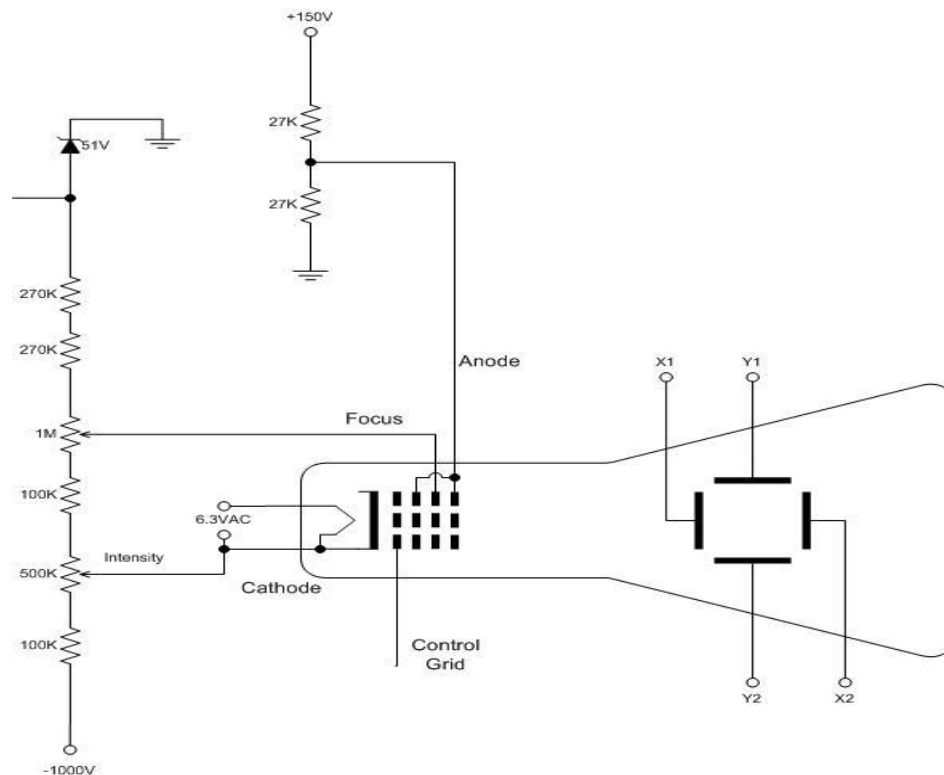 +150V
27K
51V
27K
270K
270K
Anode
X1
Y1
Focus
1M
100K
6.3VAC
Intensity
500K
Cathode
Control
Grid
100K
Y2
X2
-1000V